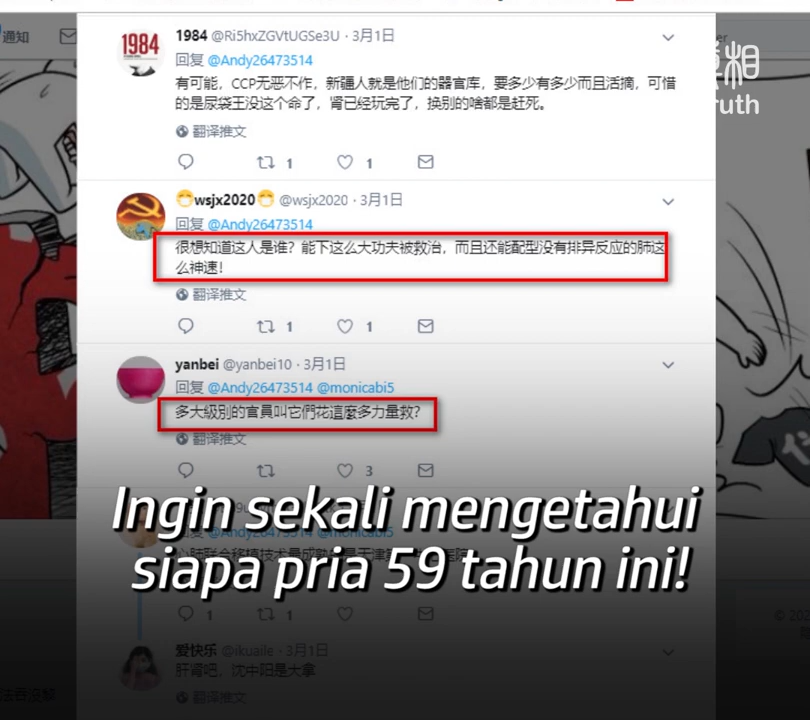 通知
1984
1984 @Ri5hxZGVtUGSe3U · 3月1日
回复 @Andy26473514
有可能，CCP无恶不作，新疆人就是他们的器官库，要多少有多少而且活摘，可惜
的是尿袋王没这个命了，肾已经玩完了，换别的啥都是赶死。
翻译推文
1
1
wsjx2020 @wsjx2020 · 3月1日
回复 @Andy26473514
很想知道这人是谁？能下这么大功夫被救治，而且还能配型没有排异反应的肺这
么神速！
翻译推文
1
1
yanbei @yanbei10 · 3月1日
回复 @Andy26473514 @monicabi5
多大級別的官員叫它們花這麼多力量救？
翻译推文
3
Ingin sekali mengetahui
回复 @Andy26473514 @monicabi5
siapa pria 59 tahun ini!
1
1
爱快乐 @ikuaile · 3月1日
肝肾吧，沈中阳是大拿
翻译推文
相
ruth